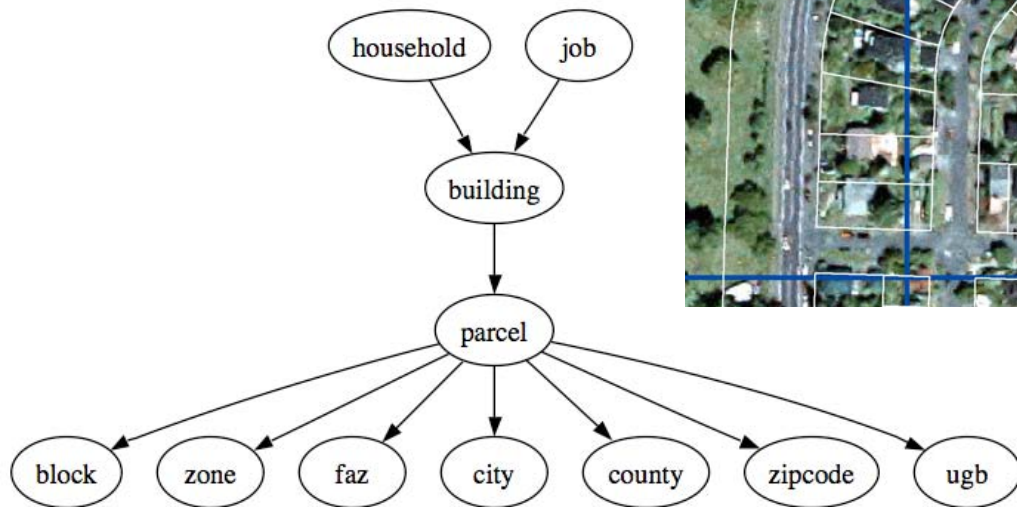 household job
building
parcel
block zone faz city county zipcode ugb